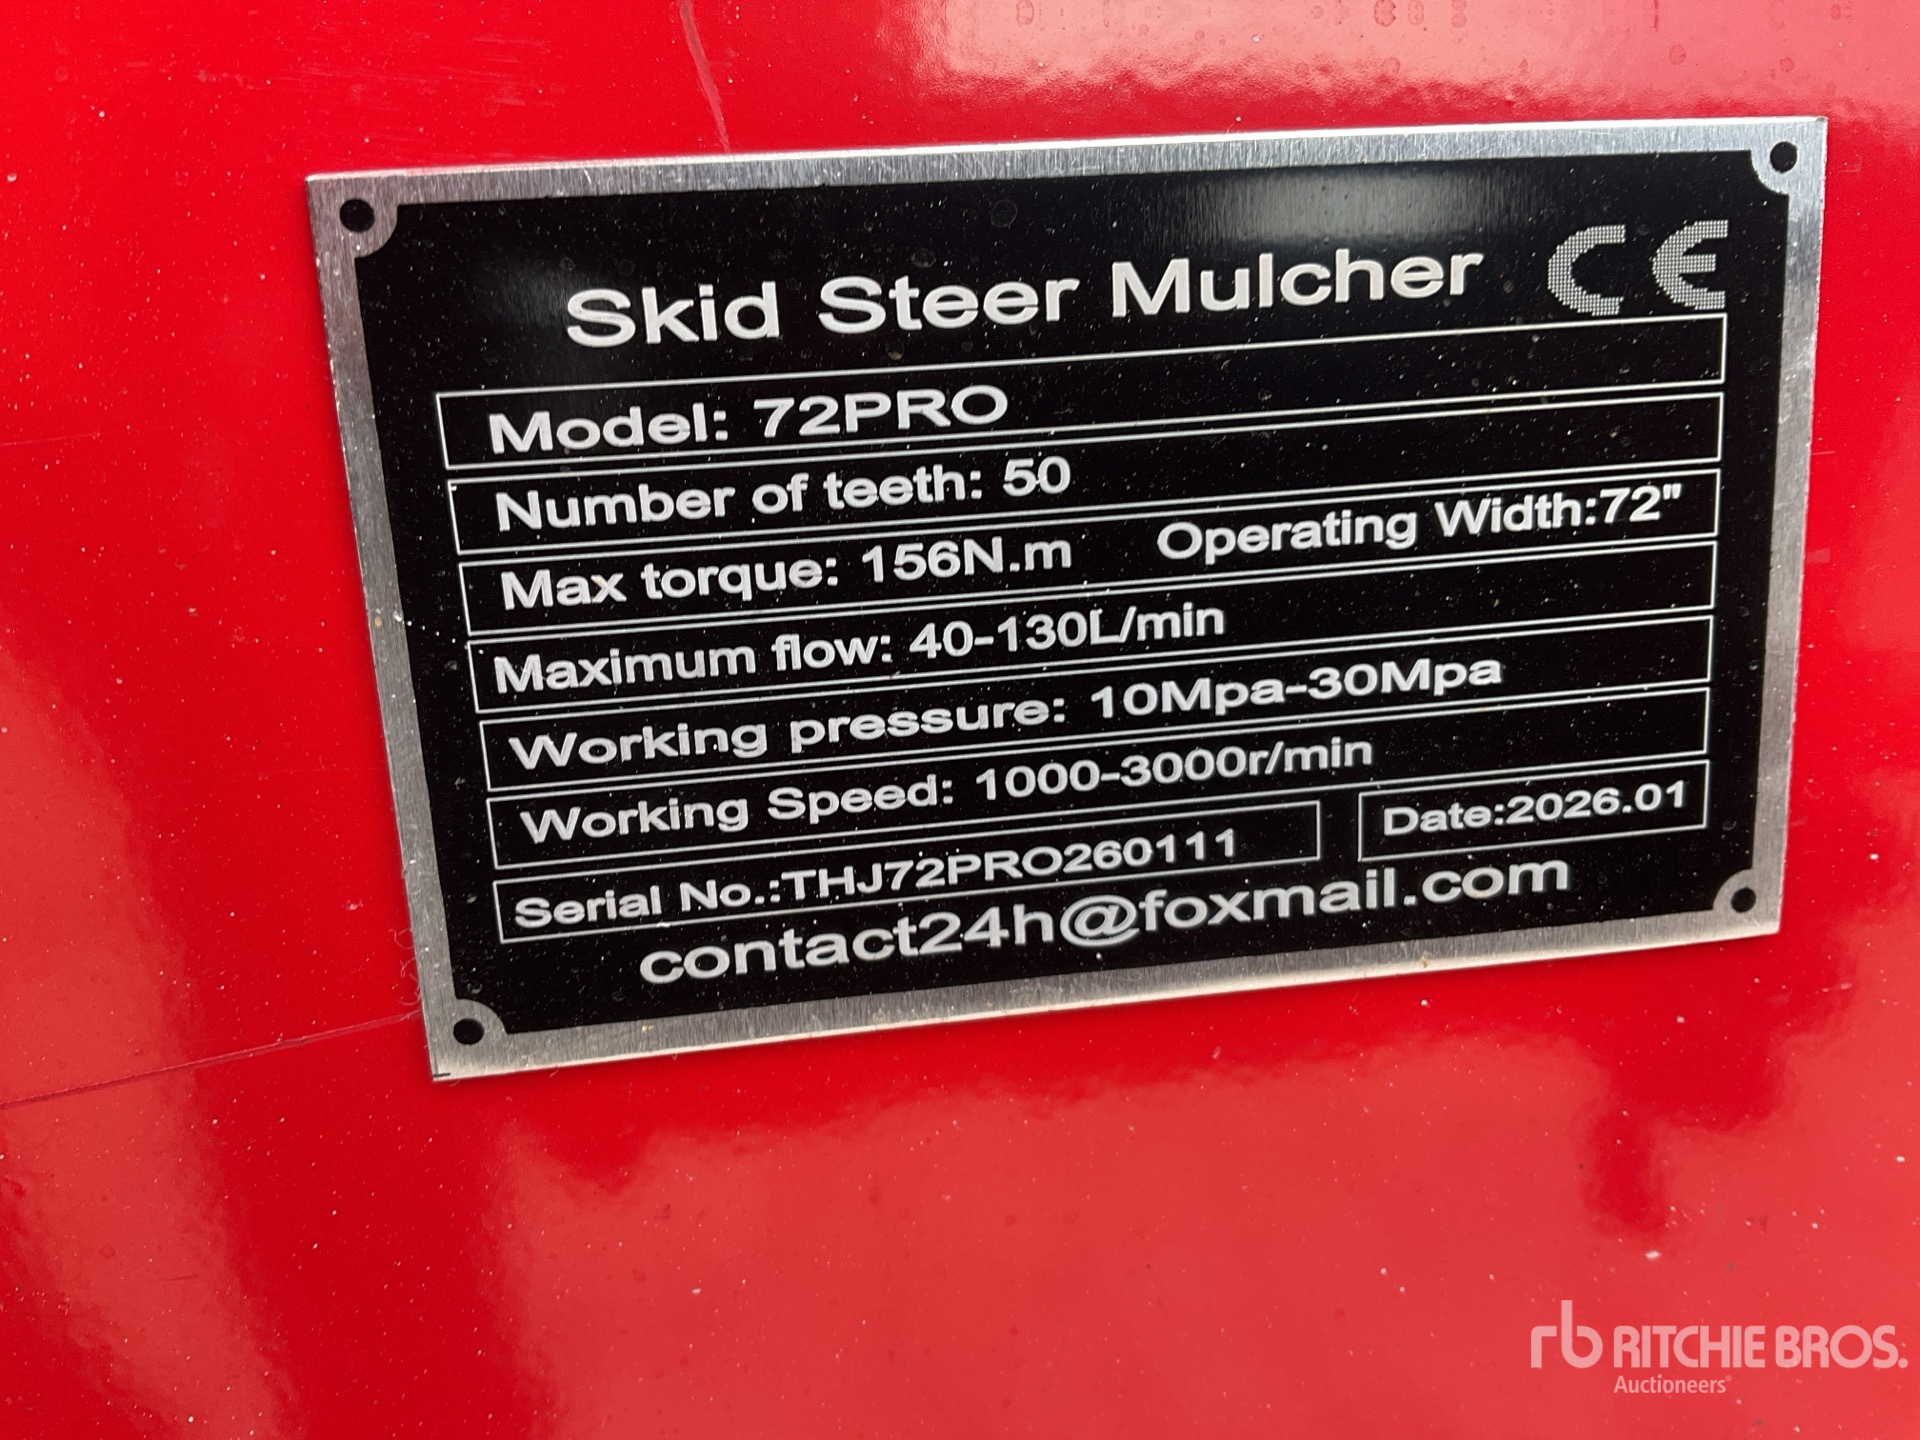 Skid Steer Mulcher CE
Model: 72PRO
Number of teeth: 50
Max torque: 156N.m Operating Width:72"
Maximum flow: 40-130L/min
Working pressure: 10Mpa-30Mpa
Working Speed: 1000-3000r/min
Serial No.:THJ72PRO260111 Date:2026.01
contact24h@foxmail.com
rb RITCHIE BROS.
Auctioneers